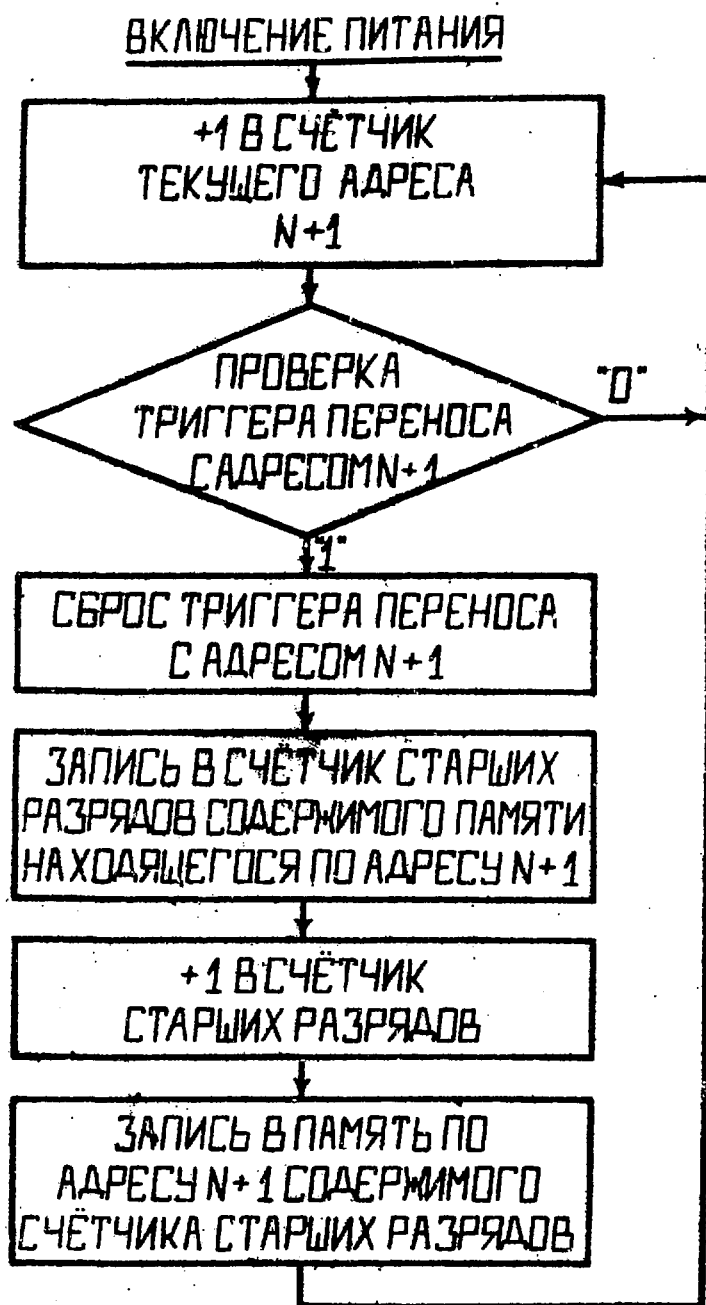 ВКЛЮЧЕНИЕ ПИТАНИЯ
+1 В СЧЁТЧИК
ТЕКУЩЕГО АДРЕСА
N+1
ПРОВЕРКА
ТРИГГЕРА ПЕРЕНОСА
С АДРЕСОМ N+1
"0"
"1"
СБРОС ТРИГГЕРА ПЕРЕНОСА
С АДРЕСОМ N+1
ЗАПИСЬ В СЧЁТЧИК СТАРШИХ
РАЗРЯДОВ СОДЕРЖИМОГО ПАМЯТИ
НАХОДЯЩЕГОСЯ ПО АДРЕСУ N+1
+1 В СЧЁТЧИК
СТАРШИХ РАЗРЯДОВ
ЗАПИСЬ В ПАМЯТЬ ПО
АДРЕСУ N+1 СОДЕРЖИМОГО
СЧЁТЧИКА СТАРШИХ РАЗРЯДОВ